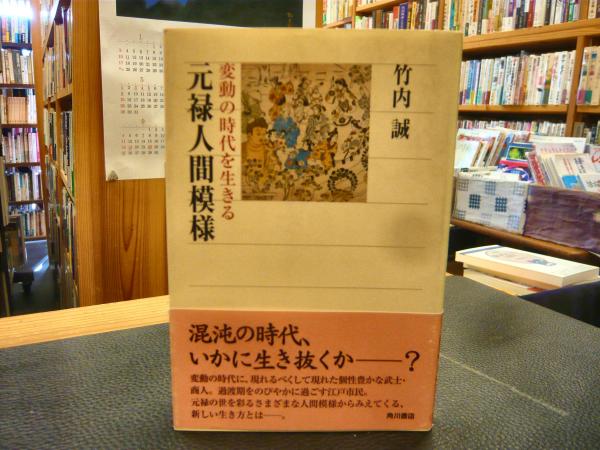 竹内 誠
変動の時代を生きる
元禄人間模様
混沌の時代、
いかに生き抜くか――?
変動の時代に、現れるべくして現れた個性豊かな武士・
商人。過渡期をのびやかに過ごす江戸市民。
元禄の世を彩るさまざまな人間模様からみえてくる、
新しい生き方とは――。
角川書店